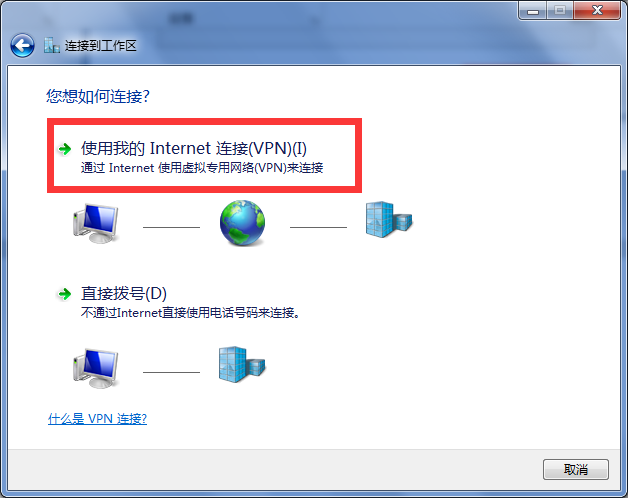 连接到工作区
您想如何连接?
使用我的 Internet 连接(VPN)(I)
通过 Internet 使用虚拟专用网络(VPN)来连接
直接拨号(D)
不通过Internet直接使用电话号码来连接。
什么是 VPN 连接?
取消